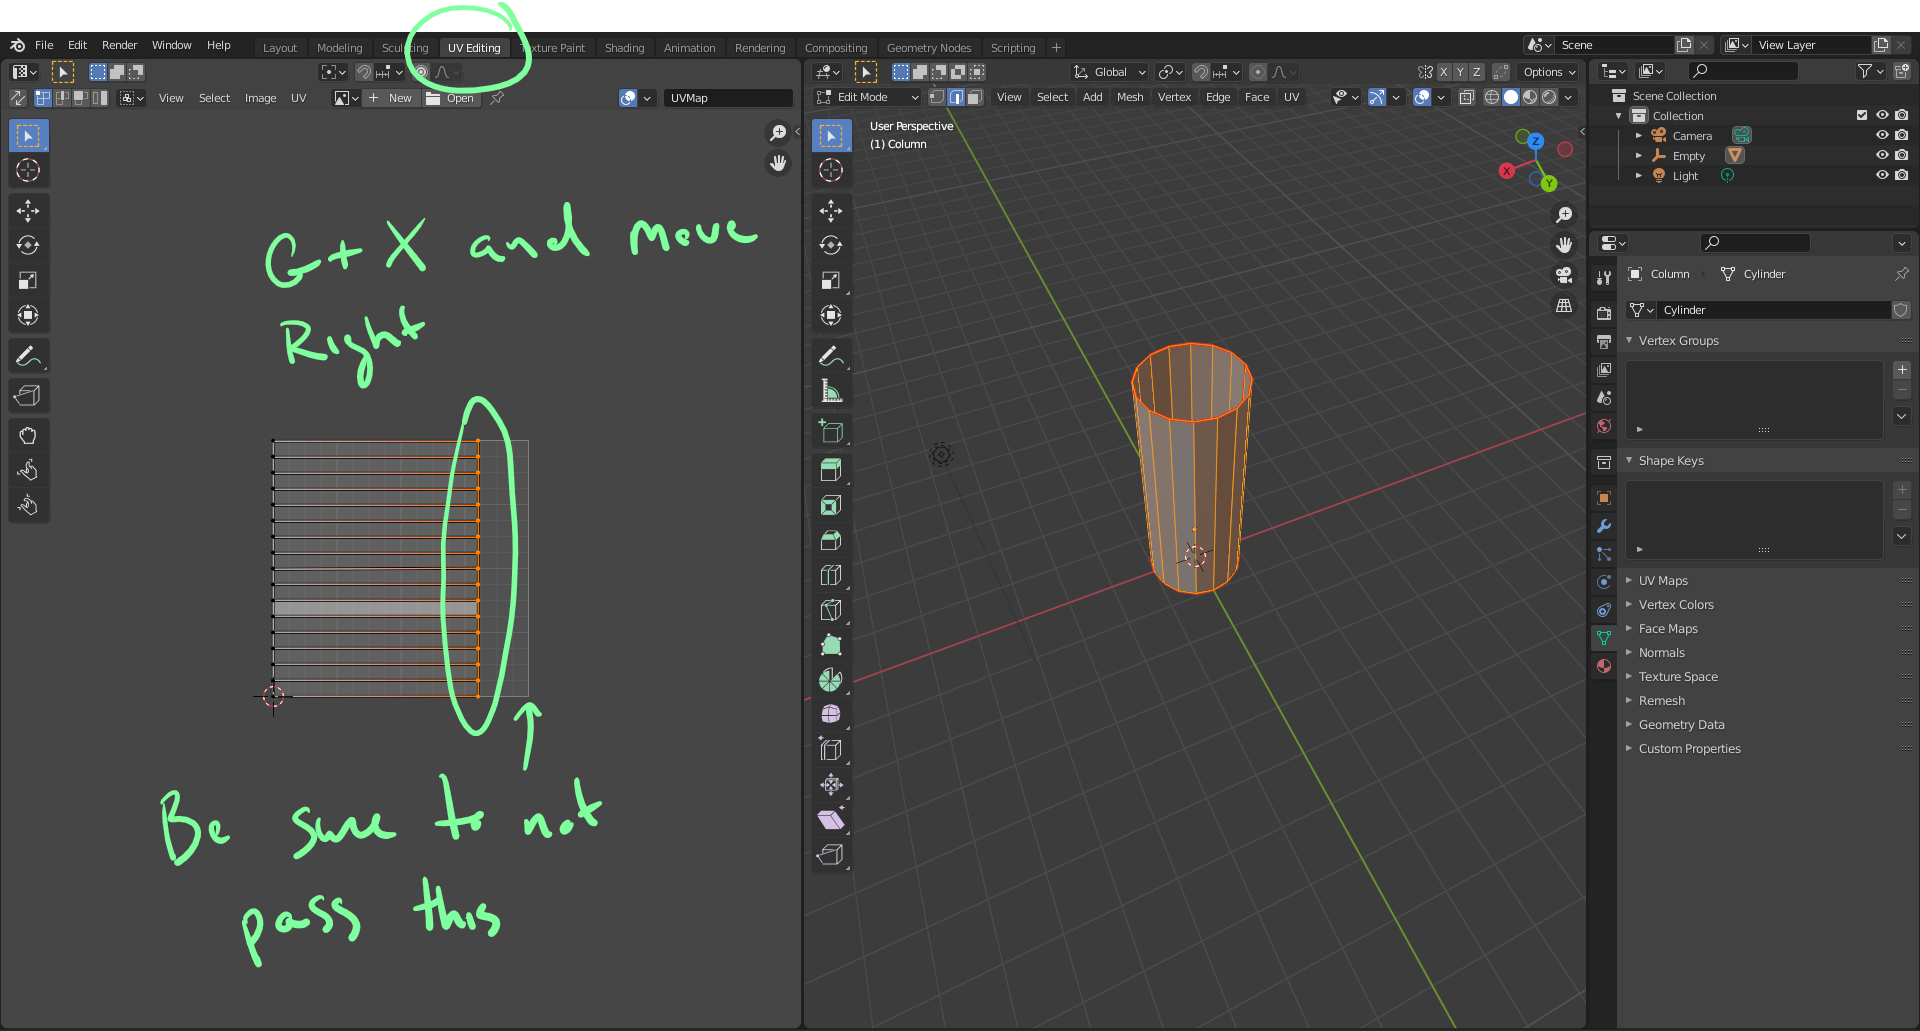 File Edit Render Window Help Layout Modeling Sculpting UV Editing Texture Paint Shading Animation Rendering Compositing Geometry Nodes Scripting + Scene View Layer
Global X Y Z Options
View Select Image UV New Open UVMap
Edit Mode View Select Add Mesh Vertex Edge Face UV
User Perspective
(1) Column
Z
X
Y
G + X and move
Right
Be sure to not
pass this
Scene Collection
Collection
Camera
Empty
Light
Column Cylinder
Cylinder
Vertex Groups
Shape Keys
UV Maps
Vertex Colors
Face Maps
Normals
Texture Space
Remesh
Geometry Data
Custom Properties